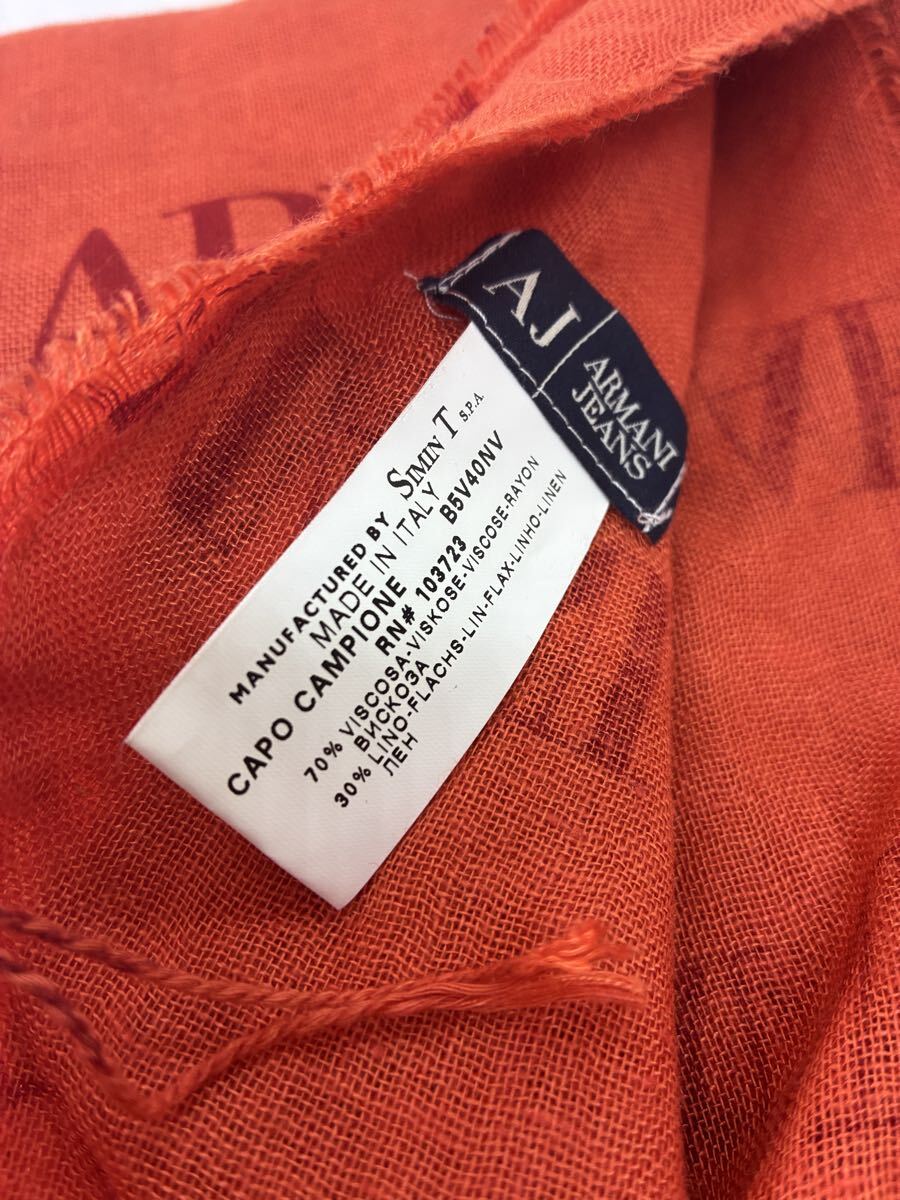 AJ
ARMANI
JEANS
MANUFACTURED BY SIMIN T S.P.A.
MADE IN ITALY
CAPO CAMPIONE B5V40NV
RN# 103723
70% VISCOSA-VISKOSE-VISCOSE-RAYON
ВИСКОЗА
30% LINO-FLACHS-LIN-FLAX-LINHO-LINEN
ЛЕН